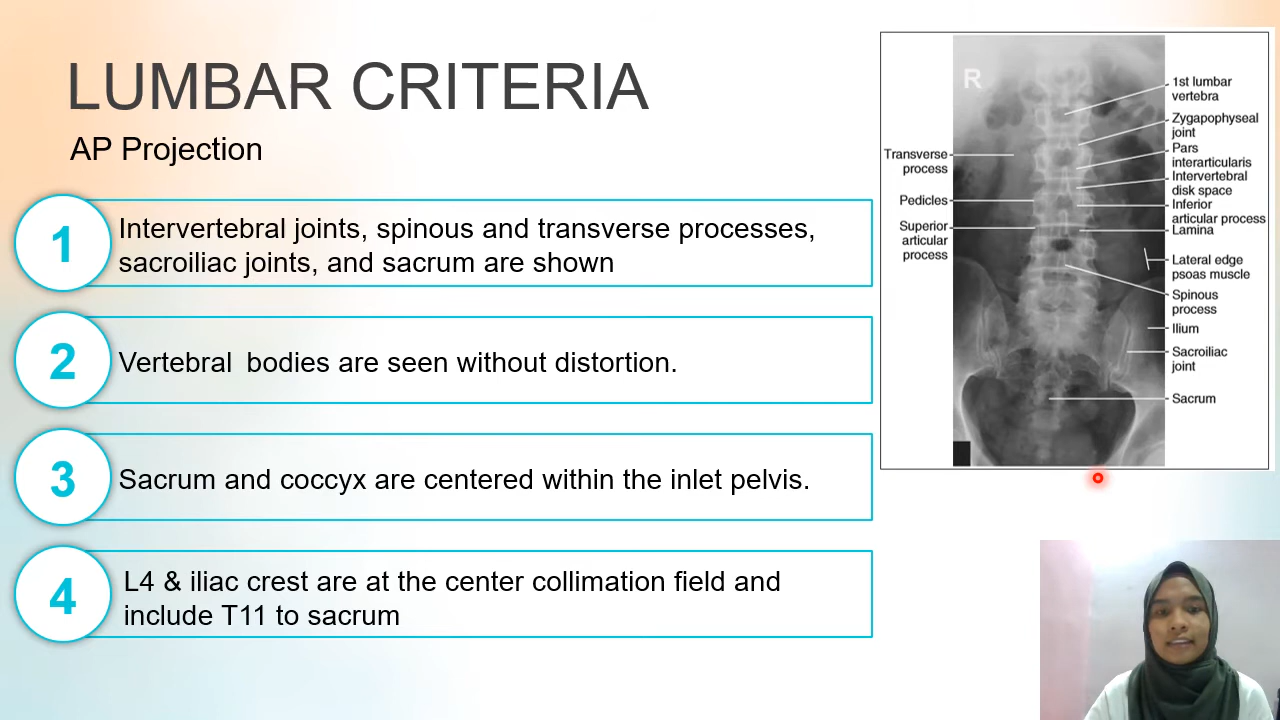 LUMBAR CRITERIA
AP Projection
1
Intervertebral joints, spinous and transverse processes,
sacroiliac joints, and sacrum are shown
2
Vertebral bodies are seen without distortion.
3
Sacrum and coccyx are centered within the inlet pelvis.
4
L4 & iliac crest are at the center collimation field and
include T11 to sacrum
R
Transverse
process
Pedicles
Superior
articular
process
1st lumbar
vertebra
Zygapophyseal
joint
Pars
interarticularis
Intervertebral
disk space
Inferior
articular process
Lamina
Lateral edge
psoas muscle
Spinous
process
Ilium
Sacroiliac
joint
Sacrum